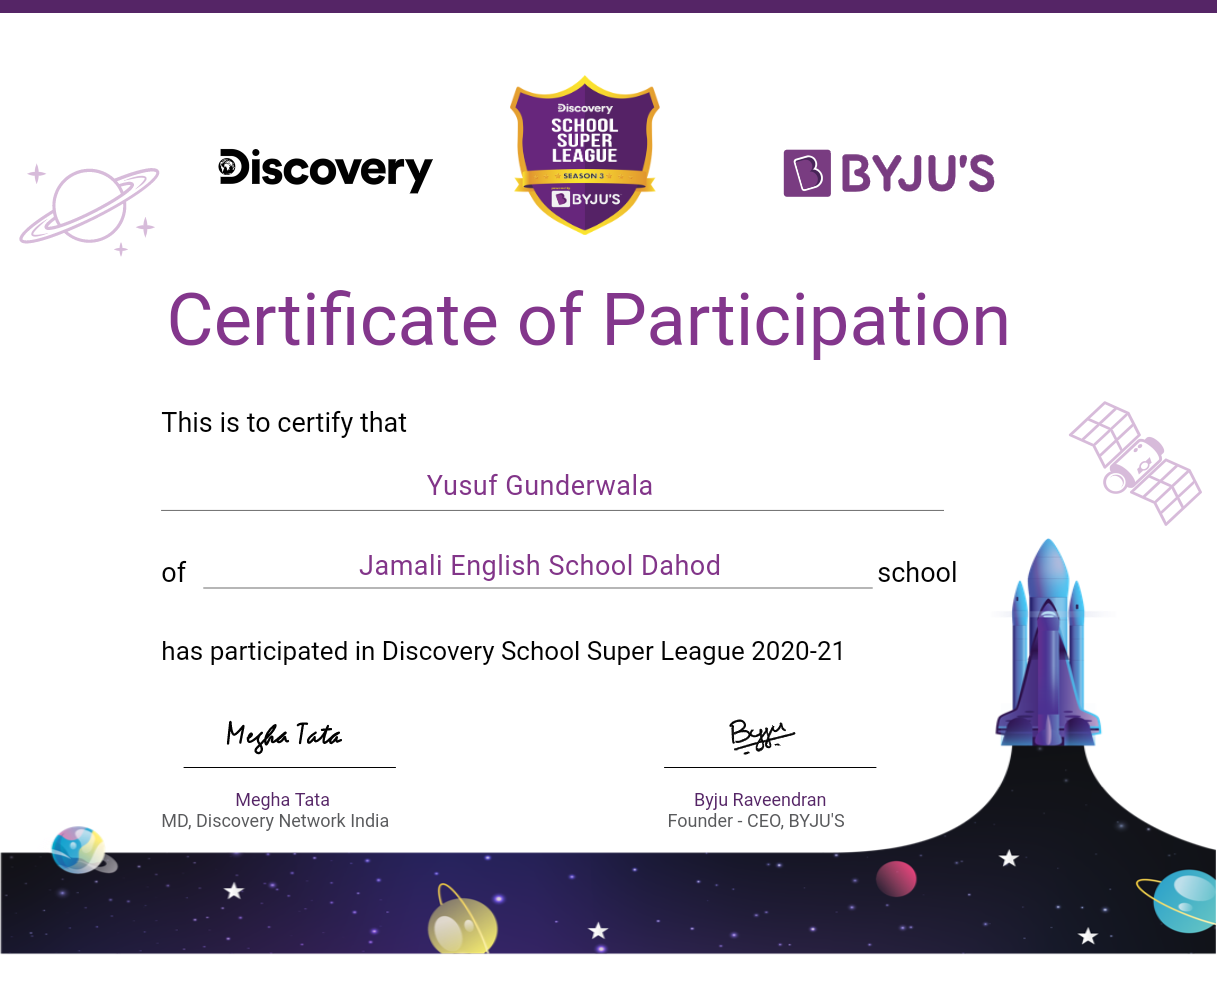 Discovery
Discovery
SCHOOL
SUPER
LEAGUE
SEASON 3
BYJU'S
BYJU'S
Certificate of Participation
This is to certify that
Yusuf Gunderwala
of Jamali English School Dahod school
has participated in Discovery School Super League 2020-21
Megha Tata Byju
Megha Tata Byju Raveendran
MD, Discovery Network India Founder - CEO, BYJU'S